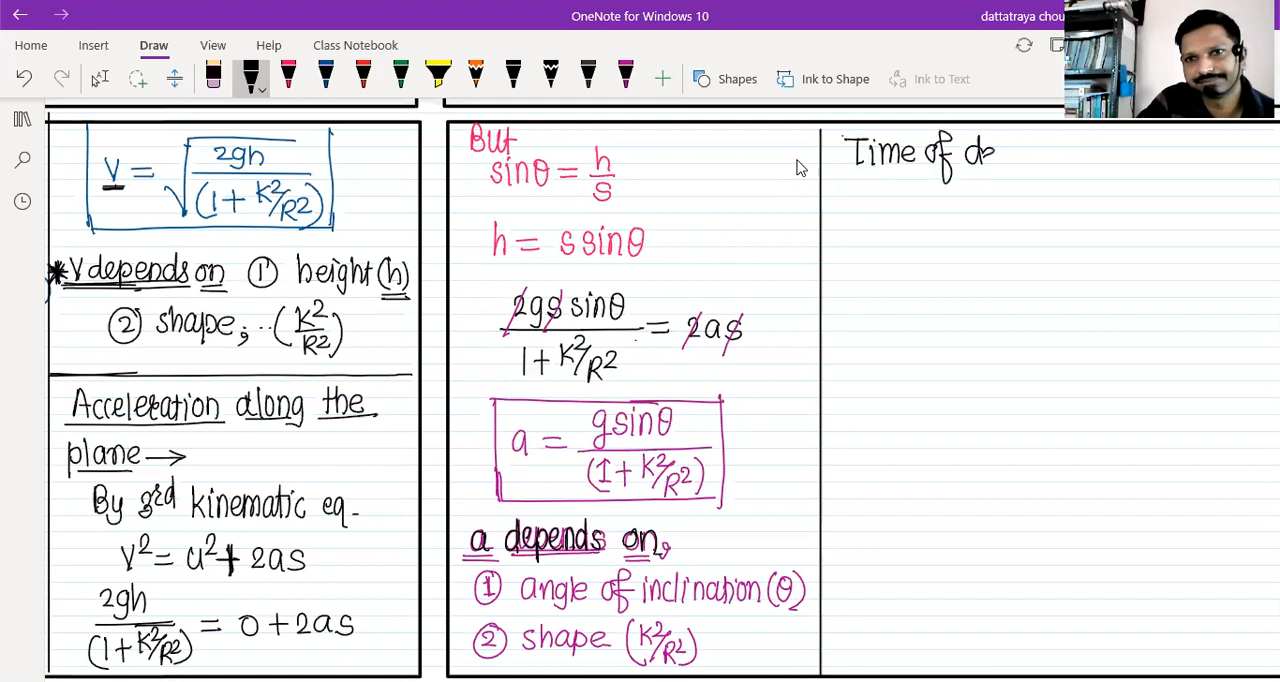 OneNote for Windows 10
dattatraya chou
Home Insert Draw View Help Class Notebook
Shapes Ink to Shape Ink to Text
V = √(2gh / (1 + K²/R²))
*V depends on ① height (h)
② shape, ..(K²/R²)
Acceleration along the
plane →
By 3rd kinematic eq.
V² = u² + 2as
2gh / (1 + K²/R²) = 0 + 2as
But
sinθ = h/s
h = s sinθ
2gs sinθ / 1 + K²/R² = 2as
a = gsinθ / (1 + K²/R²)
a depends on,
① angle of inclination (θ)
② shape (K²/R²)
Time of de